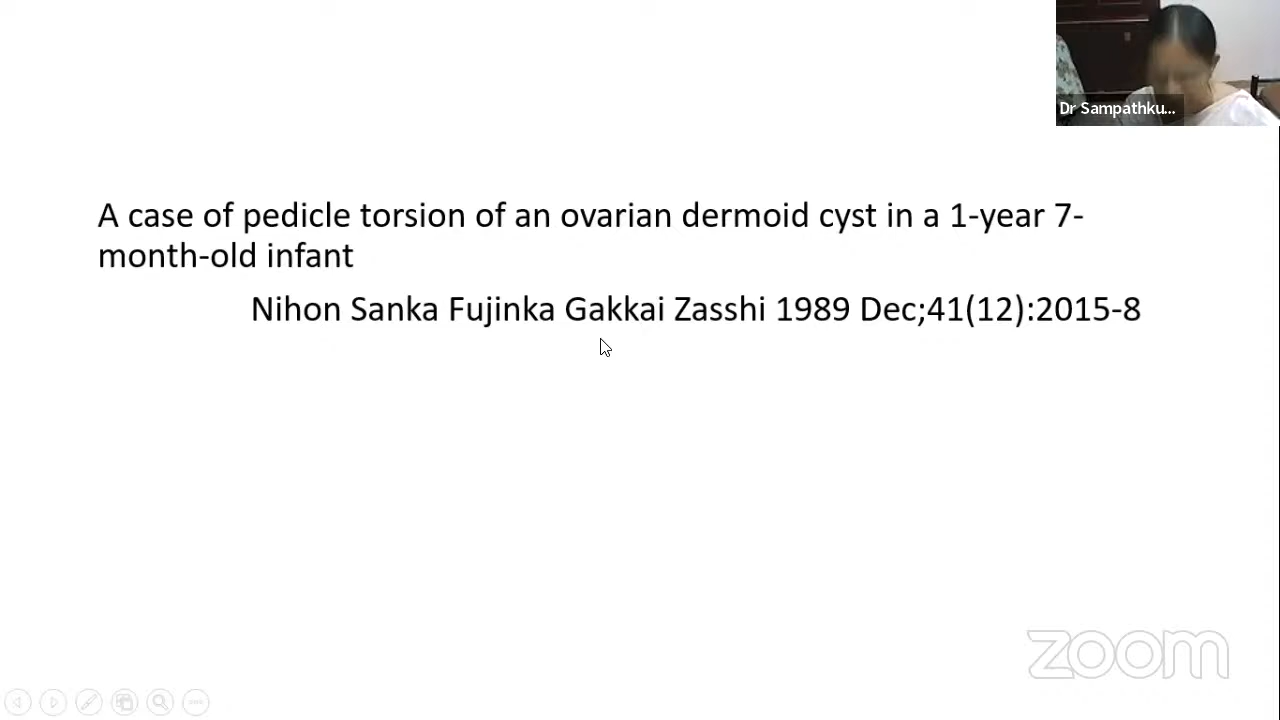 Dr Sampathku...
A case of pedicle torsion of an ovarian dermoid cyst in a 1-year 7-
month-old infant
Nihon Sanka Fujinka Gakkai Zasshi 1989 Dec;41(12):2015-8
zoom